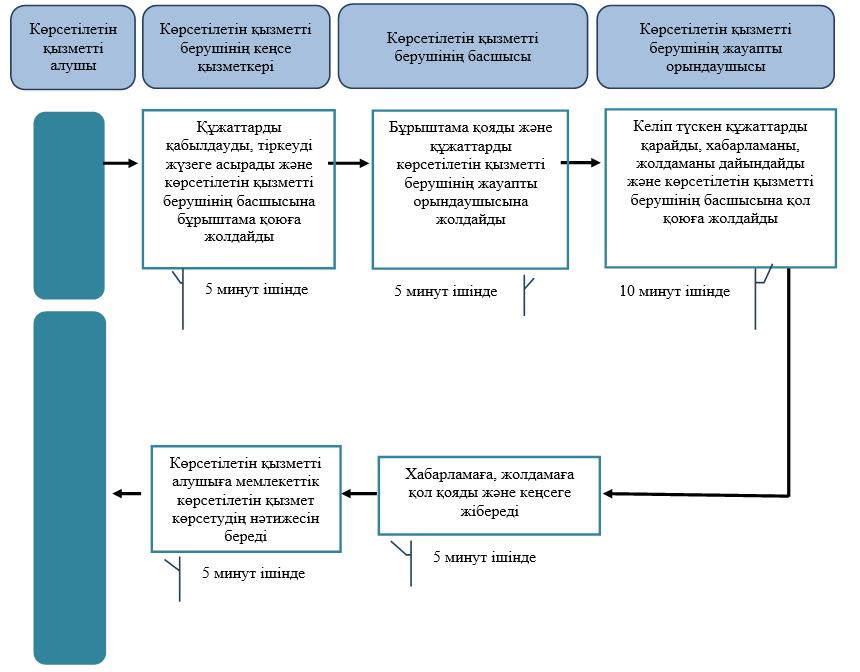 Көрсетілетін
қызметті
алушы
Көрсетілетін қызметті
берушінің кеңсе
қызметкері
Көрсетілетін қызметті
берушінің басшысы
Көрсетілетін қызметті
берушінің жауапты
орындаушысы
Құжаттарды
қабылдауды, тіркеуді
жүзеге асырады және
көрсетілетін қызметті
берушінің басшысына
бұрыштама қоюға
жолдайды
Бұрыштама қояды және
құжаттарды
көрсетілетін қызметті
берушінің жауапты
орындаушысына
жолдайды
Келіп түскен құжаттарды
қарайды, хабарламаны,
жолдаманы дайындайды
және көрсетілетін қызметті
берушінің басшысына қол
қоюға жолдайды
5 минут ішінде
5 минут ішінде
10 минут ішінде
Көрсетілетін қызметті
алушыға мемлекеттік
көрсетілетін қызмет
көрсетудің нәтижесін
береді
Хабарламаға, жолдамаға
қол қояды және кеңсеге
жібереді
5 минут ішінде
5 минут ішінде